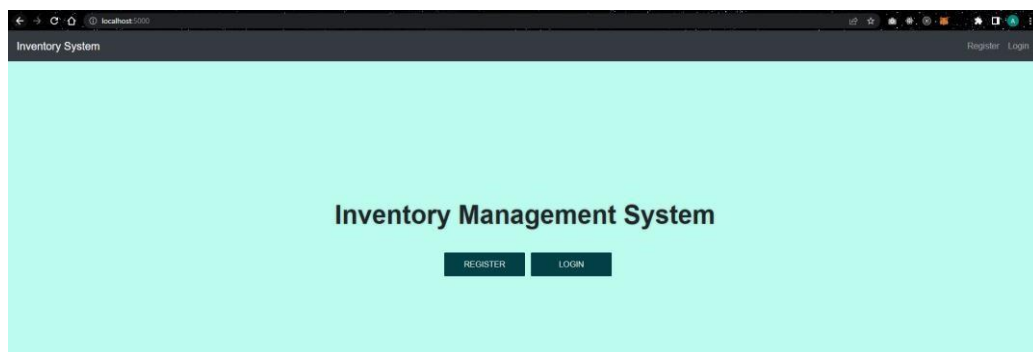 localhost:5000
Inventory System
Register Login
Inventory Management System
REGISTER LOGIN